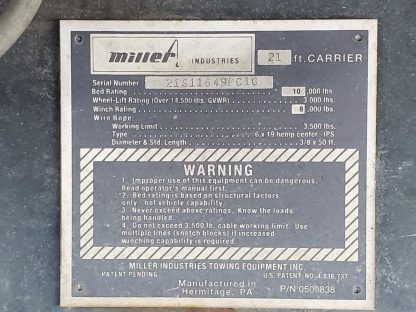 miller INDUSTRIES 21 ft. CARRIER
Serial Number 21S11649PC1C
Bed Rating 10 ,000 lbs.
Wheel-Lift Rating (Over 14,500 lbs. GVWR) 3,000 lbs.
Winch Rating 8 ,000 lbs.
Wire Rope
Working Limit 3,500 lbs.
Type 6 x 19 hemp center IPS
Diameter & Std. Length 3/8 x 50 ft.
WARNING
1. Improper use of this equipment can be dangerous.
Read operator's manual first.
2. Bed rating is based on structural factors
only - not vehicle capability.
3. Never exceed above ratings. Know the loads
being handled.
4. Do not exceed 3,500 lb. cable working limit. Use
multiple lines (snatch blocks) if increased
winching capability is required.
MILLER INDUSTRIES TOWING EQUIPMENT INC.
PATENT PENDING U.S. PATENT NO. 4,836,737
Manufactured in
Hermitage, PA P/N 0500838